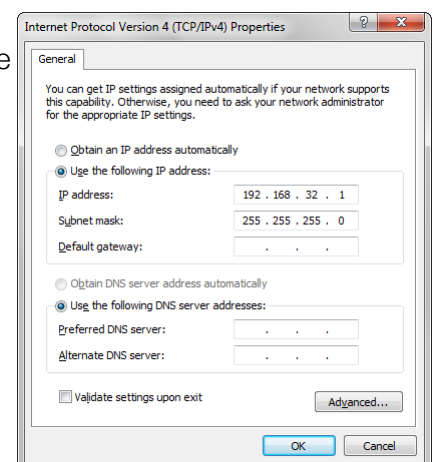 Internet Protocol Version 4 (TCP/IPv4) Properties
? X
e
General
You can get IP settings assigned automatically if your network supports
this capability. Otherwise, you need to ask your network administrator
for the appropriate IP settings.
Obtain an IP address automatically
Use the following IP address:
IP address: 192 . 168 . 32 . 1
Subnet mask: 255 . 255 . 255 . 0
Default gateway: . . .
Obtain DNS server address automatically
Use the following DNS server addresses:
Preferred DNS server: . . .
Alternate DNS server: . . .
Validate settings upon exit
Advanced...
OK Cancel